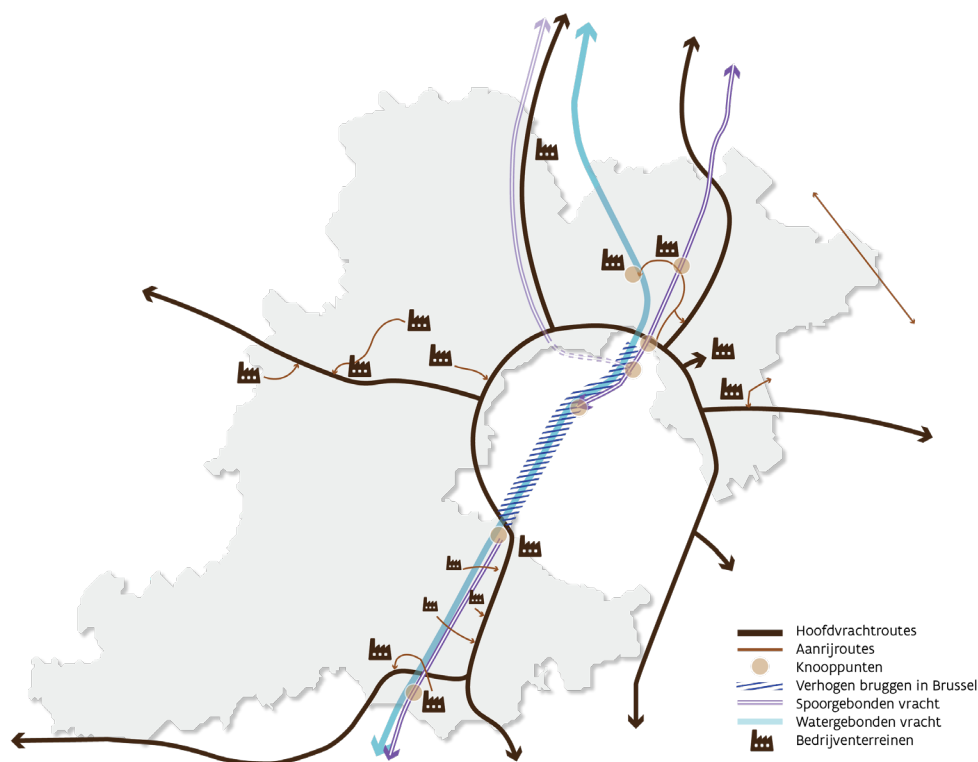 Hoofdvrachtroutes
Aanrijroutes
Knooppunten
Verhogen bruggen in Brussel
Spoorgebonden vracht
Watergebonden vracht
Bedrijventerreinen